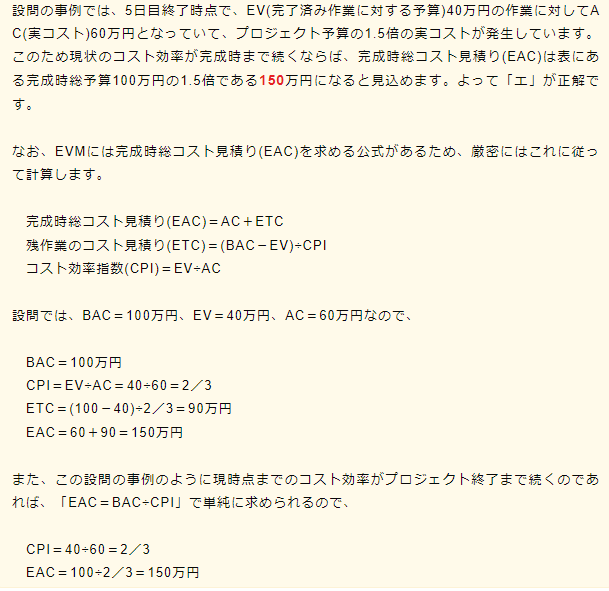 設問の事例では、5日目終了時点で、EV(完了済み作業に対する予算)40万円の作業に対してA
C(実コスト)60万円となっていて、プロジェクト予算の1.5倍の実コストが発生しています。
このため現状のコスト効率が完成時まで続くならば、完成時総コスト見積り(EAC)は表にあ
る完成時総予算100万円の1.5倍である150万円になると見込めます。よって「エ」が正解で
す。
なお、EVMには完成時総コスト見積り(EAC)を求める公式があるため、厳密にはこれに従っ
て計算します。
完成時総コスト見積り(EAC)＝AC＋ETC
残作業のコスト見積り(ETC)＝(BAC－EV)÷CPI
コスト効率指数(CPI)＝EV÷AC
設問では、BAC＝100万円、EV＝40万円、AC＝60万円なので、
BAC＝100万円
CPI＝EV÷AC＝40÷60＝2／3
ETC＝(100－40)÷2／3＝90万円
EAC＝60＋90＝150万円
また、この設問の事例のように現時点までのコスト効率がプロジェクト終了まで続くのであ
れば、「EAC＝BAC÷CPI」で単純に求められるので、
CPI＝40÷60＝2／3
EAC＝100÷2／3＝150万円